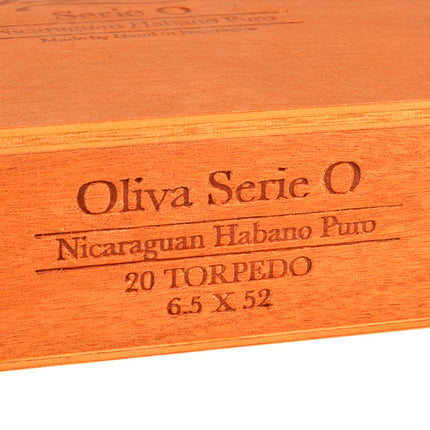 Serie O
Nicaraguan Habano Puro
Made by Hand in Nicaragua
Oliva Serie O
Nicaraguan Habano Puro
20 TORPEDO
6.5 X 52